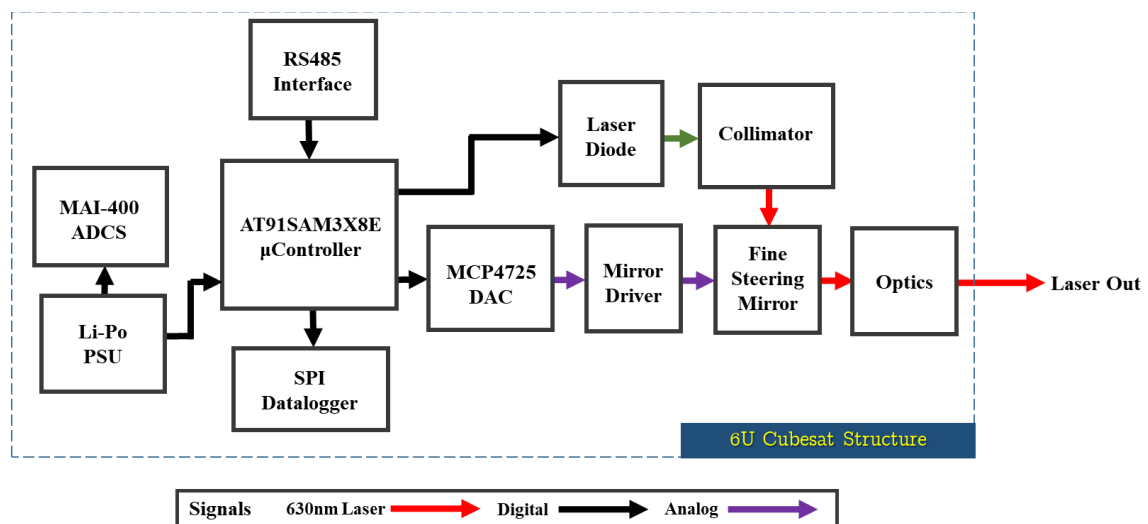 RS485
Interface
Laser
Diode
Collimator
MAI-400
ADCS
AT91SAM3X8E
µController
MCP4725
DAC
Mirror
Driver
Fine
Steering
Mirror
Optics
Laser Out
Li-Po
PSU
SPI
Datalogger
6U Cubesat Structure
Signals 630nm Laser Digital Analog